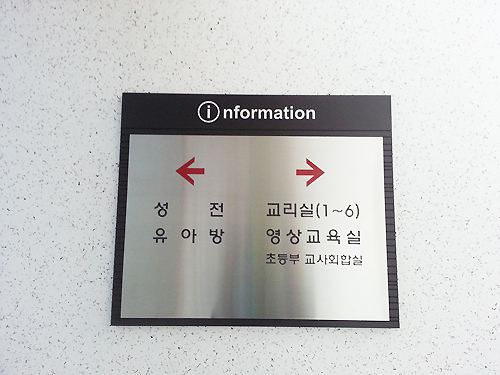 information
← →
성 전 교리실(1~6)
유 아 방 영상교육실
초등부 교사회합실